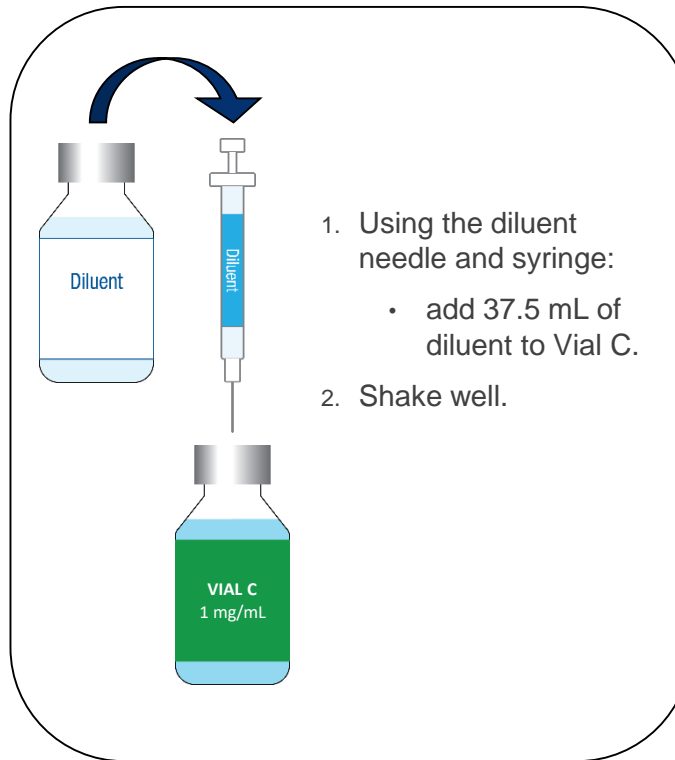 Diluent
Diluent
1. Using the diluent
needle and syringe:
• add 37.5 mL of
diluent to Vial C.
2. Shake well.
VIAL C
1 mg/mL